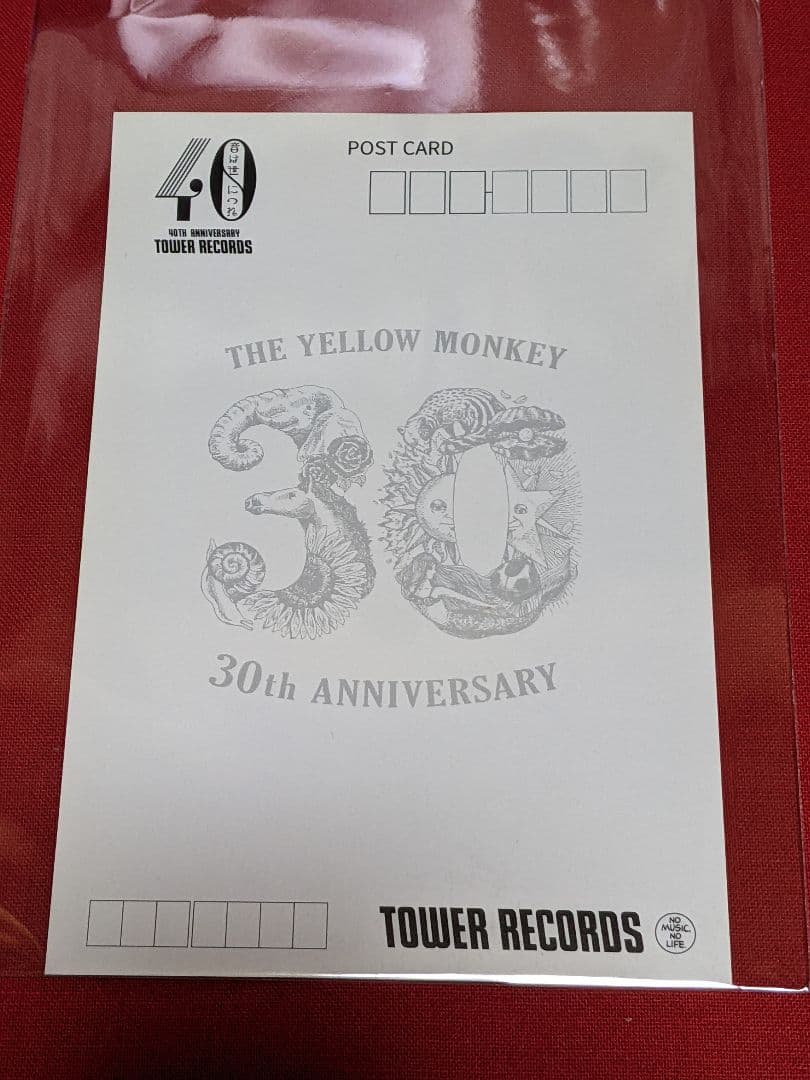 40
音は世につれ
40TH ANNIVERSARY
TOWER RECORDS
POST CARD
THE YELLOW MONKEY
30
30th ANNIVERSARY
TOWER RECORDS
NO
MUSIC,
NO
LIFE.